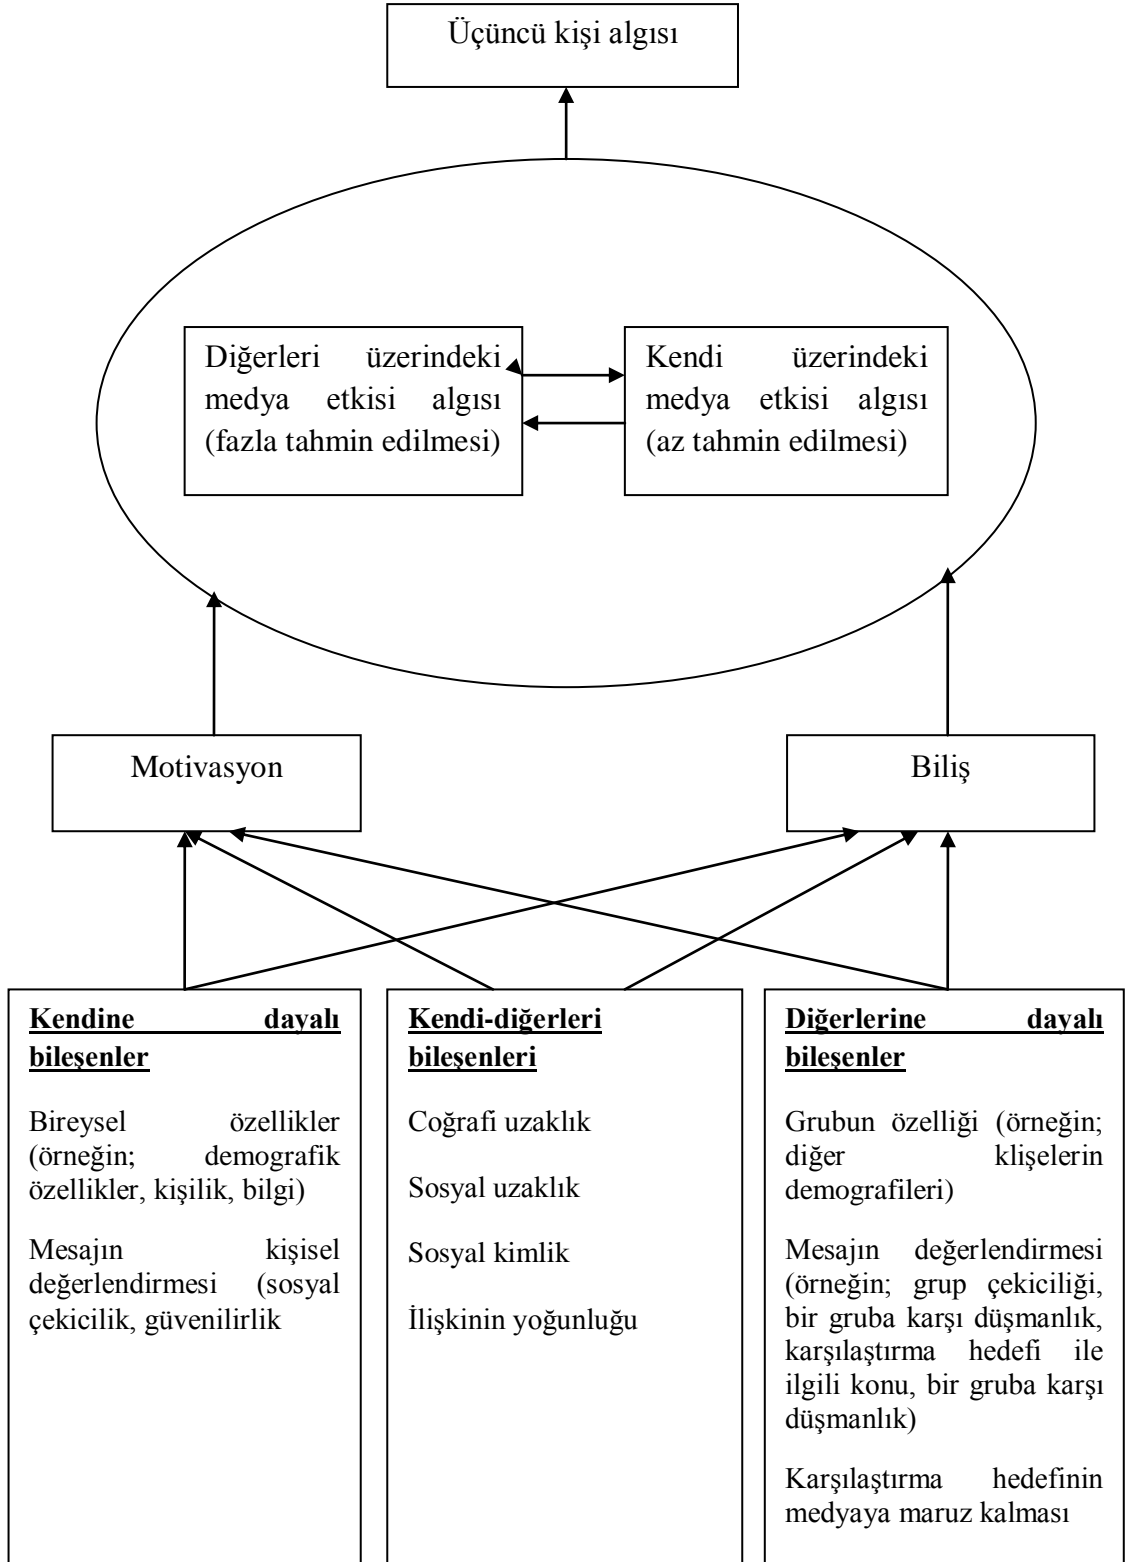 Üçüncü kişi algısı
Diğerleri üzerindeki
medya etkisi algısı
(fazla tahmin edilmesi)
Kendi üzerindeki
medya etkisi algısı
(az tahmin edilmesi)
Motivasyon
Biliş
Kendine dayalı
bileşenler
Bireysel özellikler
(örneğin; demografik
özellikler, kişilik, bilgi)
Mesajın kişisel
değerlendirmesi (sosyal
çekicilik, güvenilirlik
Kendi-diğerleri
bileşenleri
Coğrafi uzaklık
Sosyal uzaklık
Sosyal kimlik
İlişkinin yoğunluğu
Diğerlerine dayalı
bileşenler
Grubun özelliği (örneğin;
diğer klişelerin
demografileri)
Mesajın değerlendirmesi
(örneğin; grup çekiciliği,
bir gruba karşı düşmanlık,
karşılaştırma hedefi ile
ilgili konu, bir gruba karşı
düşmanlık)
Karşılaştırma hedefinin
medyaya maruz kalması